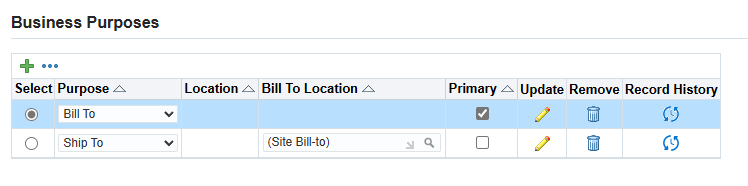 Business Purposes
Select Purpose Location Bill To Location Primary Update Remove Record History
Bill To
Ship To (Site Bill-to)